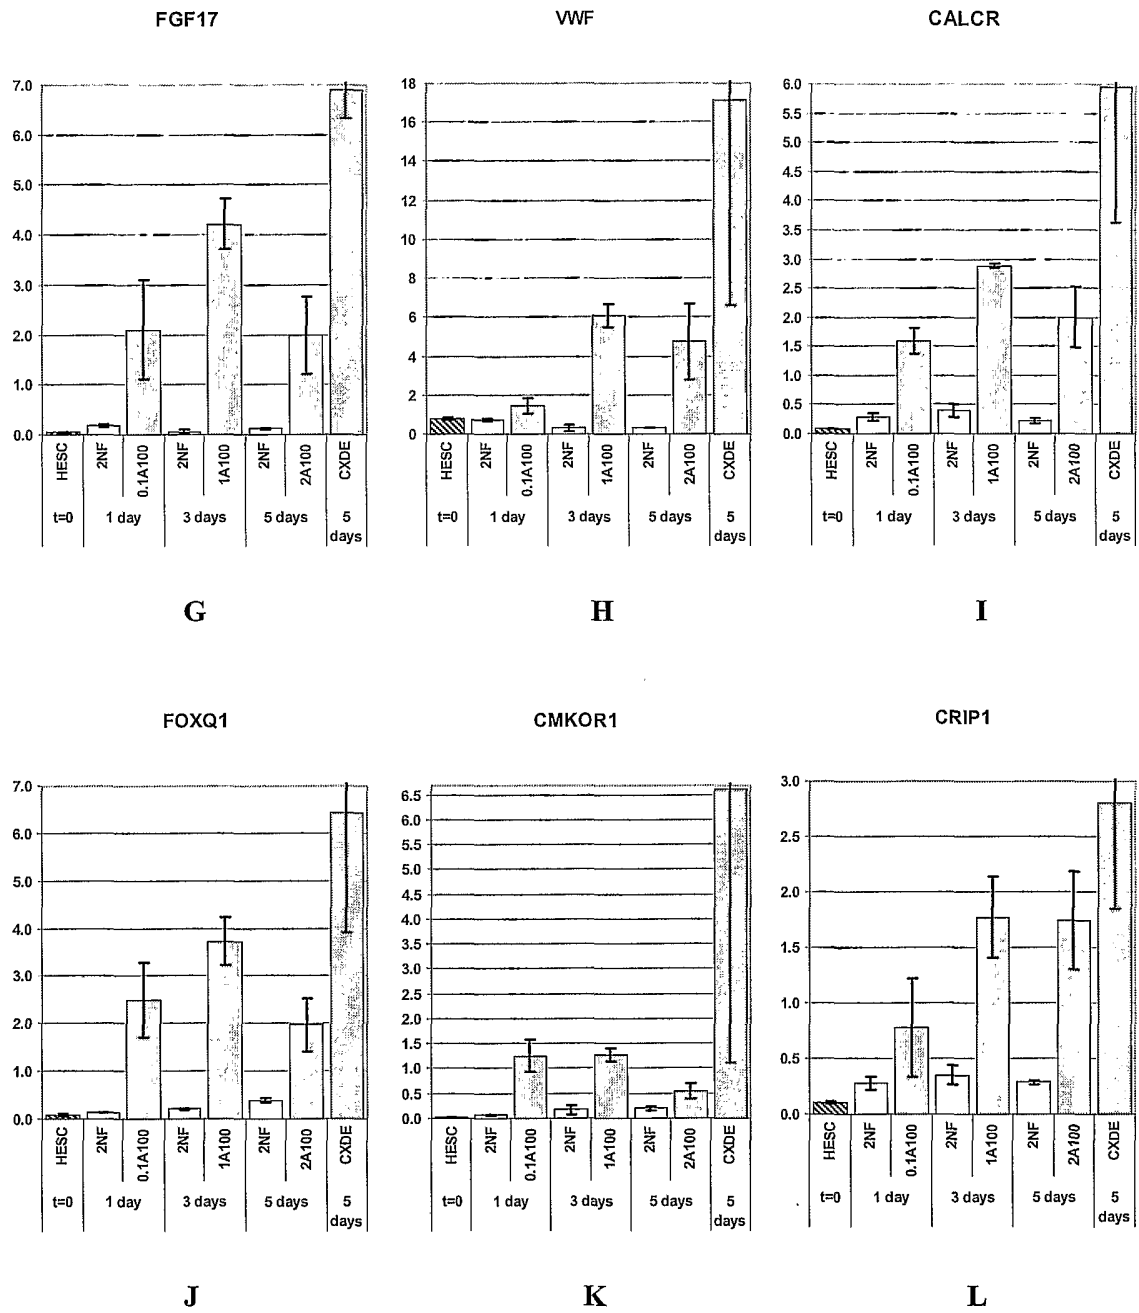 FGF17
7.0
6.0
5.0
4.0
3.0
2.0
1.0
0.0
HESC
2NF
0.1A100
2NF
1A100
2NF
2A100
CXDE
t=0 1 day 3 days 5 days 5 days
G
VWF
18
16
14
12
10
8
6
4
2
0
HESC
2NF
0.1A100
2NF
1A100
2NF
2A100
CXDE
t=0 1 day 3 days 5 days 5 days
H
CALCR
6.0
5.5
5.0
4.5
4.0
3.5
3.0
2.5
2.0
1.5
1.0
0.5
0.0
HESC
2NF
0.1A100
2NF
1A100
2NF
2A100
CXDE
t=0 1 day 3 days 5 days 5 days
I
FOXQ1
7.0
6.0
5.0
4.0
3.0
2.0
1.0
0.0
HESC
2NF
0.1A100
2NF
1A100
2NF
2A100
CXDE
t=0 1 day 3 days 5 days 5 days
J
CMKOR1
6.5
6.0
5.5
5.0
4.5
4.0
3.5
3.0
2.5
2.0
1.5
1.0
0.5
0.0
HESC
2NF
0.1A100
2NF
1A100
2NF
2A100
CXDE
t=0 1 day 3 days 5 days 5 days
K
CRIP1
3.0
2.5
2.0
1.5
1.0
0.5
0.0
HESC
2NF
0.1A100
2NF
1A100
2NF
2A100
CXDE
t=0 1 day 3 days 5 days 5 days
L